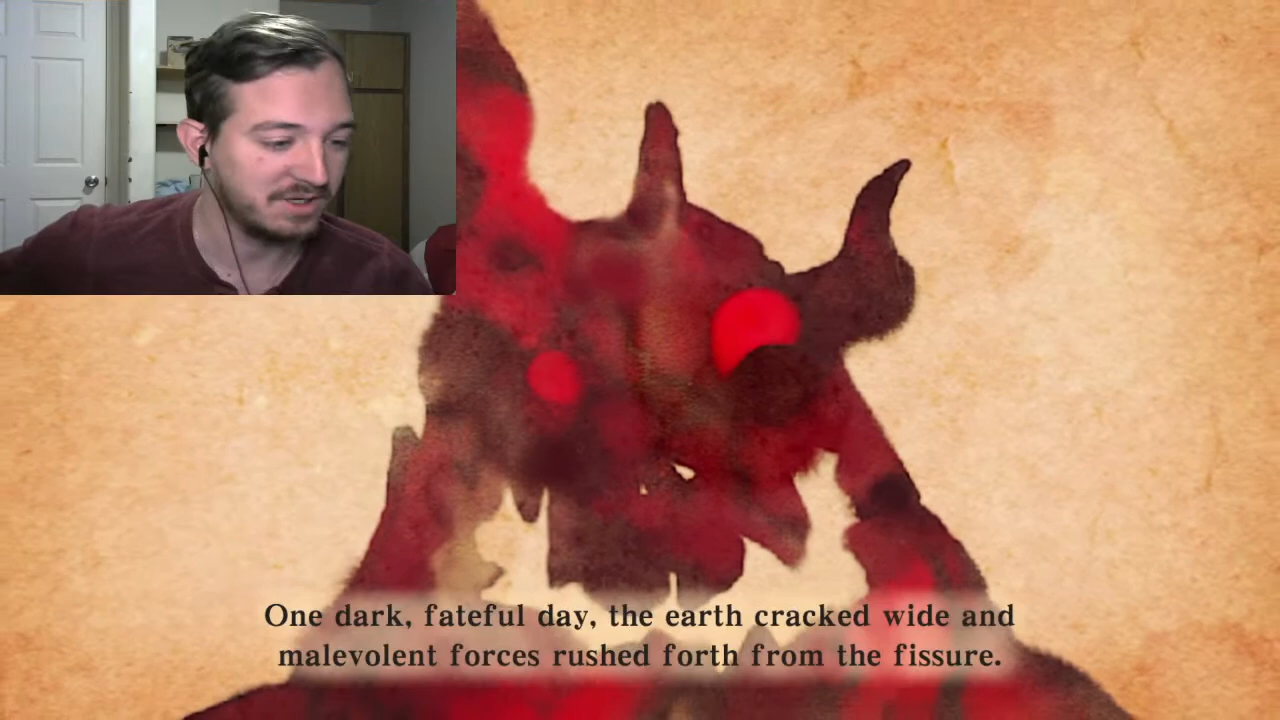 One dark, fateful day, the earth cracked wide and
malevolent forces rushed forth from the fissure.